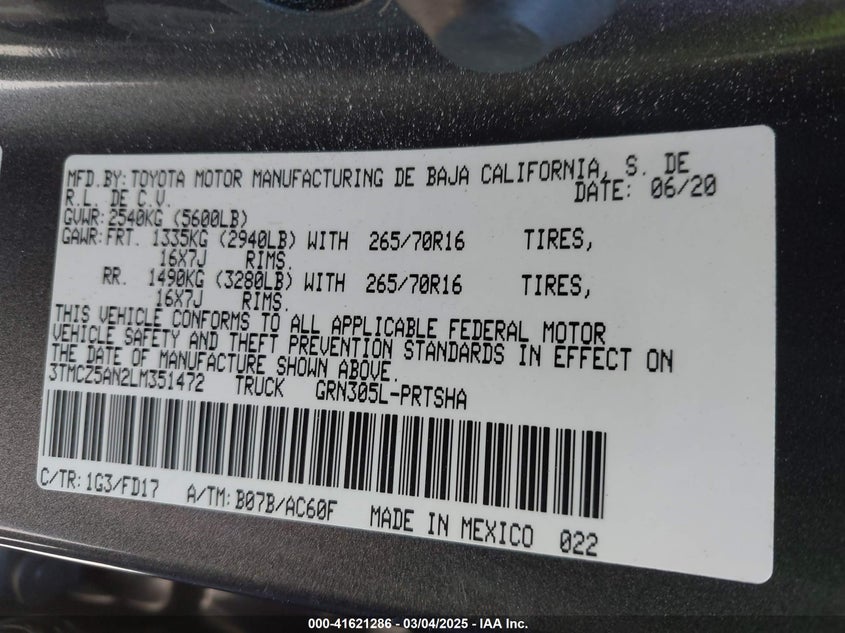 MFD.BY: TOYOTA MOTOR MANUFACTURING DE BAJA CALIFORNIA, S. DE
R.L. DE C.V. DATE: 06/20
GVWR: 2540KG (5600LB)
GAWR: FRT. 1335KG (2940LB) WITH 265/70R16 TIRES,
16X7J RIMS.
RR. 1490KG (3280LB) WITH 265/70R16 TIRES,
16X7J RIMS.
THIS VEHICLE CONFORMS TO ALL APPLICABLE FEDERAL MOTOR
VEHICLE SAFETY AND THEFT PREVENTION STANDARDS IN EFFECT ON
THE DATE OF MANUFACTURE SHOWN ABOVE.
3TMCZ5AN2LM351472 TRUCK GRN305L-PRTSHA
C/TR: 1G3/FD17 A/TM: B07B/AC60F MADE IN MEXICO 022
000-41621286 - 03/04/2025 - IAA Inc.